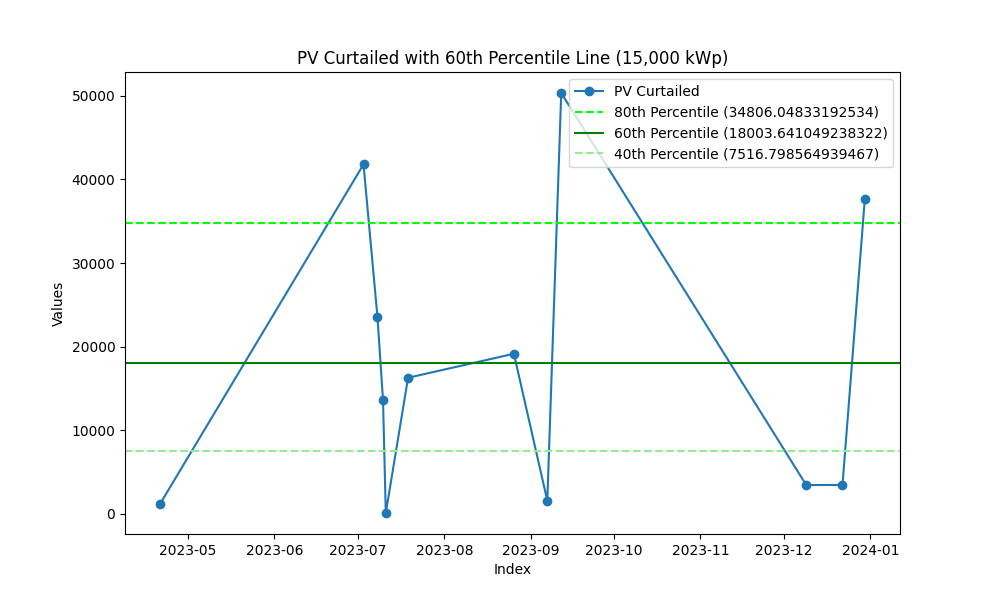 PV Curtailed with 60th Percentile Line (15,000 kWp)
PV Curtailed
80th Percentile (34806.04833192534)
60th Percentile (18003.641049238322)
40th Percentile (7516.798564939467)
50000
40000
30000
20000
10000
0
Values
2023-05 2023-06 2023-07 2023-08 2023-09 2023-10 2023-11 2023-12 2024-01
Index